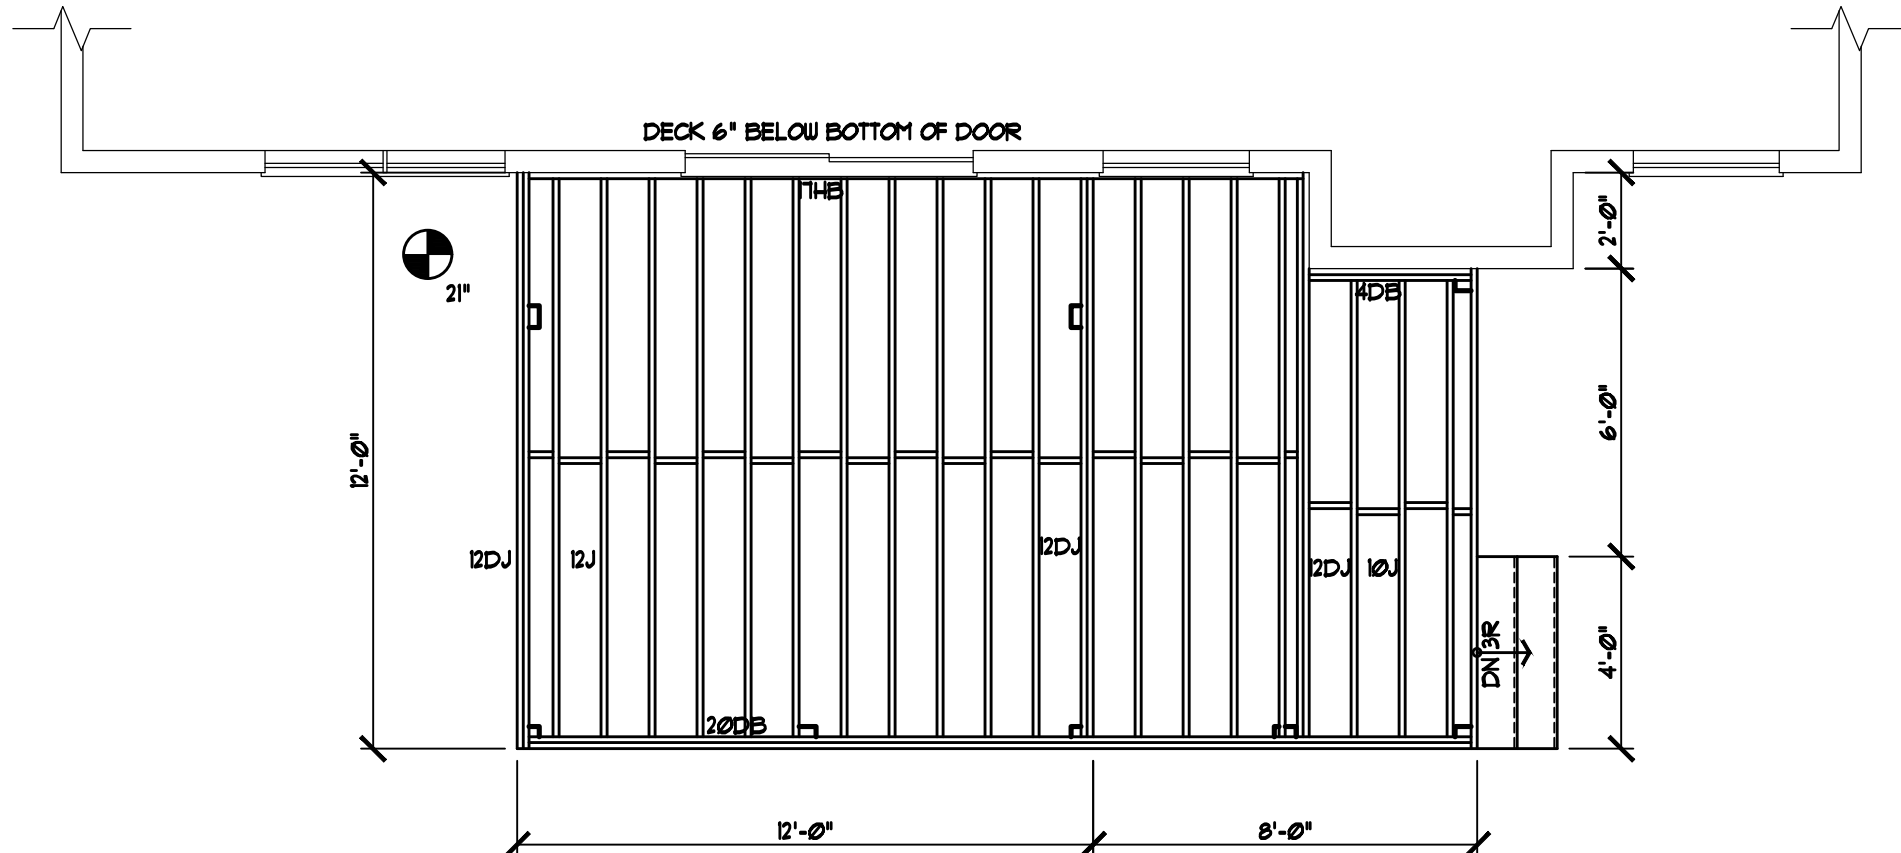 DECK 6" BELOW BOTTOM OF DOOR
17HB
2'-0"
21"
4DB
6'-0"
12'-0"
12DJ
12J
12DJ
12DJ
10J
DN 3R
4'-0"
20DB
12'-0"
8'-0"